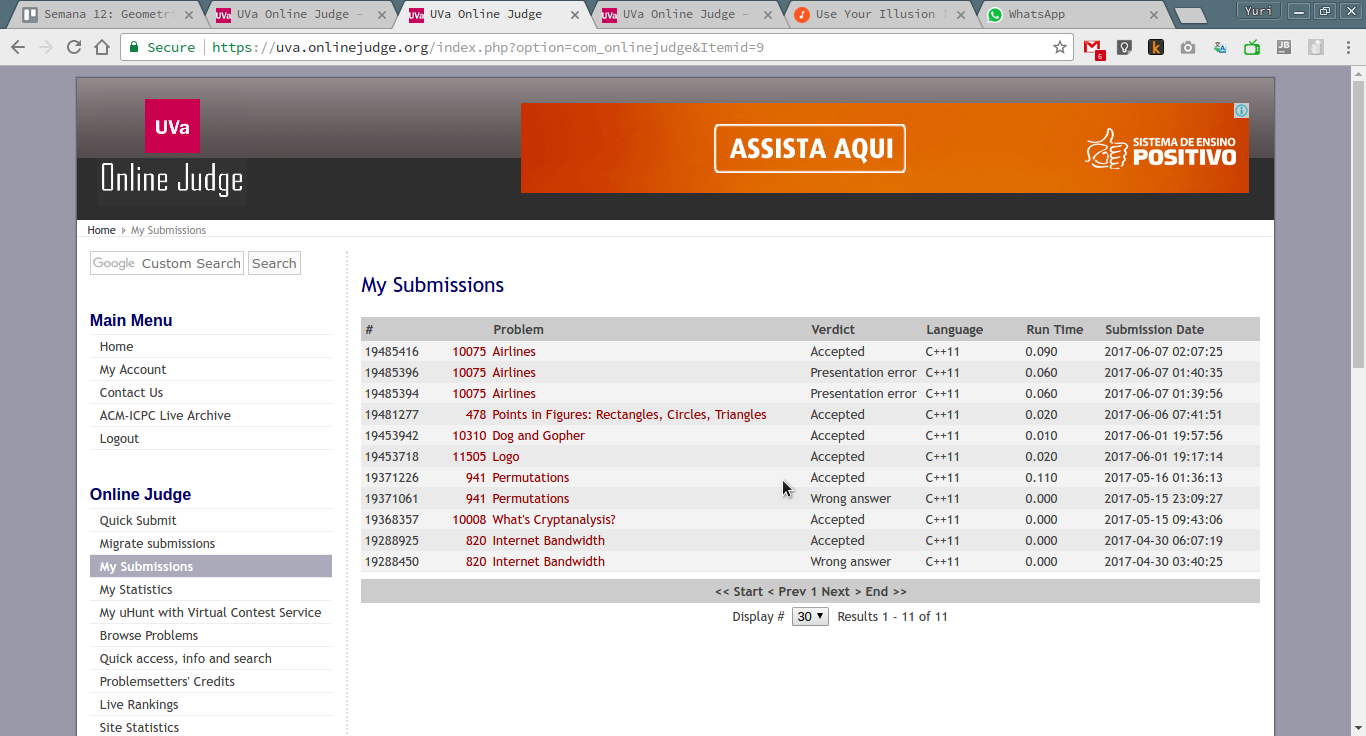 Semana 12: Geometri
UVa Online Judge –
UVa Online Judge
UVa Online Judge –
Use Your Illusion I
WhatsApp
Yuri
Secure https://uva.onlinejudge.org/index.php?option=com_onlinejudge&Itemid=9
6
JB
UVa
Online Judge
ASSISTA AQUI
SISTEMA DE ENSINO
POSITIVO
Home My Submissions
Google Custom Search Search
Main Menu
Home
My Account
Contact Us
ACM-ICPC Live Archive
Logout
Online Judge
Quick Submit
Migrate submissions
My Submissions
My Statistics
My uHunt with Virtual Contest Service
Browse Problems
Quick access, info and search
Problemsetters' Credits
Live Rankings
Site Statistics
My Submissions
# Problem Verdict Language Run Time Submission Date
19485416 10075 Airlines Accepted C++11 0.090 2017-06-07 02:07:25
19485396 10075 Airlines Presentation error C++11 0.060 2017-06-07 01:40:35
19485394 10075 Airlines Presentation error C++11 0.060 2017-06-07 01:39:56
19481277 478 Points in Figures: Rectangles, Circles, Triangles Accepted C++11 0.020 2017-06-06 07:41:51
19453942 10310 Dog and Gopher Accepted C++11 0.010 2017-06-01 19:57:56
19453718 11505 Logo Accepted C++11 0.020 2017-06-01 19:17:14
19371226 941 Permutations Accepted C++11 0.110 2017-05-16 01:36:13
19371061 941 Permutations Wrong answer C++11 0.000 2017-05-15 23:09:27
19368357 10008 What's Cryptanalysis? Accepted C++11 0.000 2017-05-15 09:43:06
19288925 820 Internet Bandwidth Accepted C++11 0.000 2017-04-30 06:07:19
19288450 820 Internet Bandwidth Wrong answer C++11 0.000 2017-04-30 03:40:25
<< Start < Prev 1 Next > End >>
Display # 30 Results 1 - 11 of 11